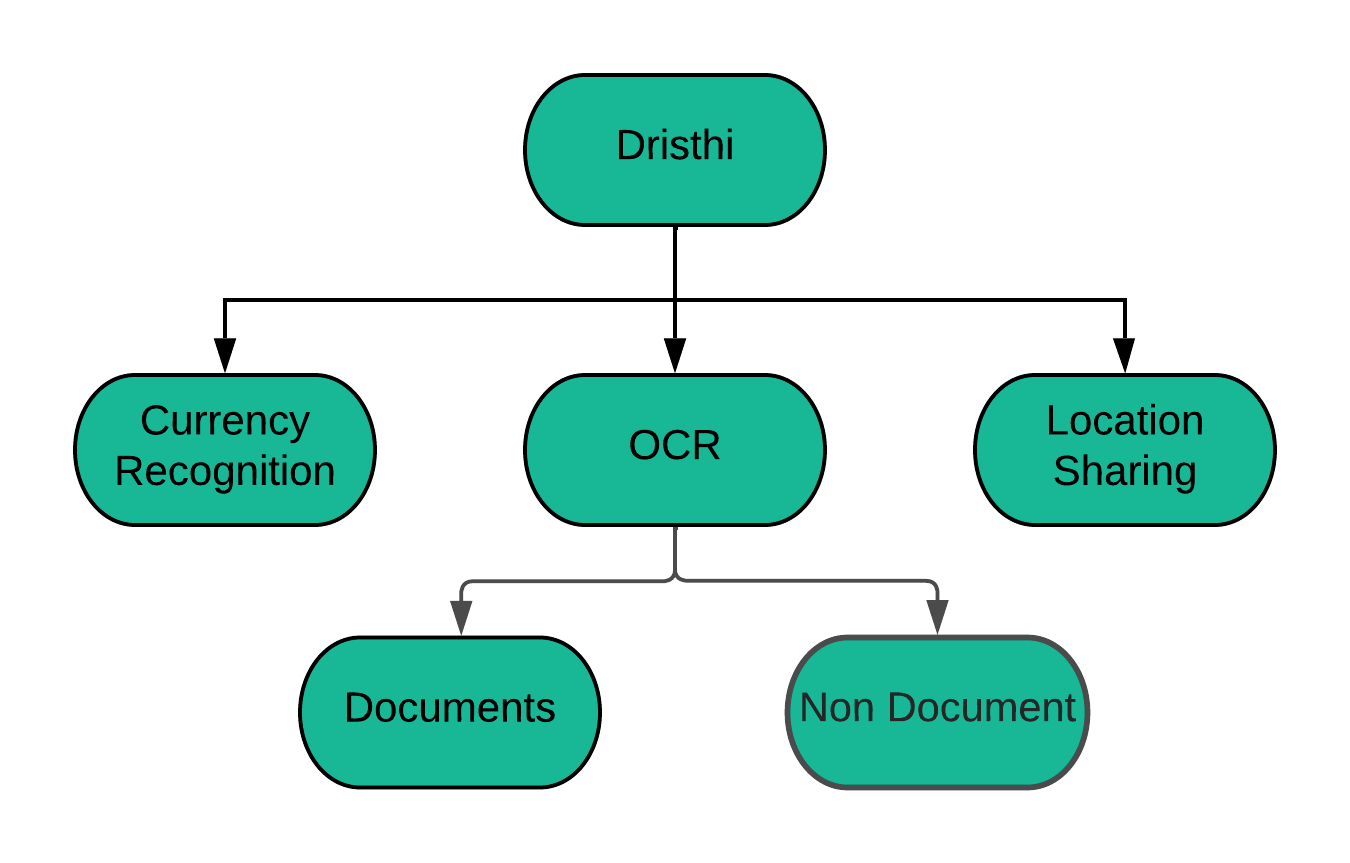 Dristhi
Currency
Recognition
OCR
Location
Sharing
Documents
Non Document